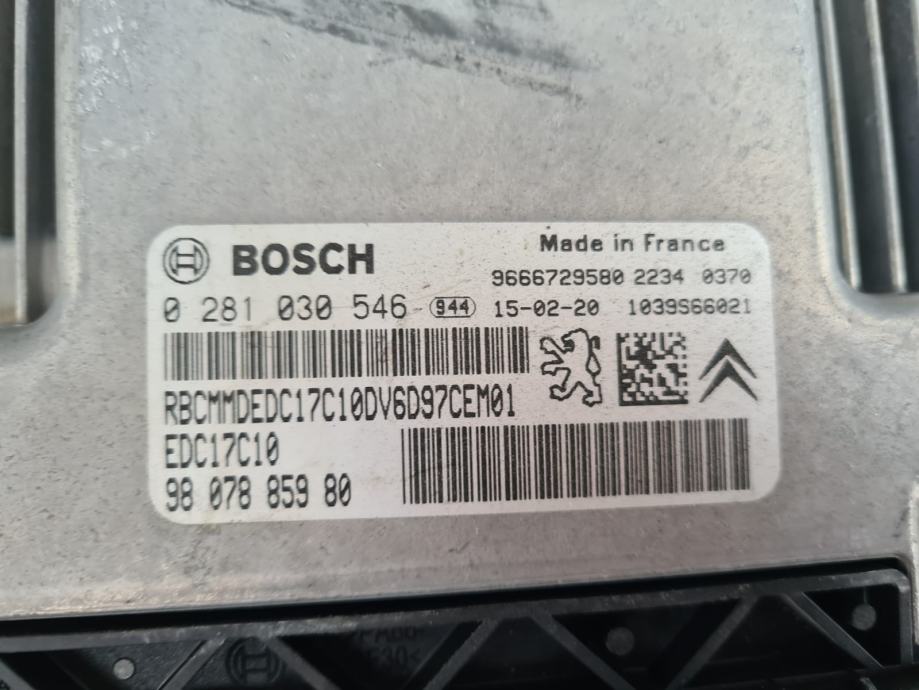 BOSCH
Made in France
9666729580 2234 0370
0 281 030 546 944 15-02-20 1039S66021
RBCMMDEDC17C10DV6D97CEM01
EDC17C10
98 078 859 80